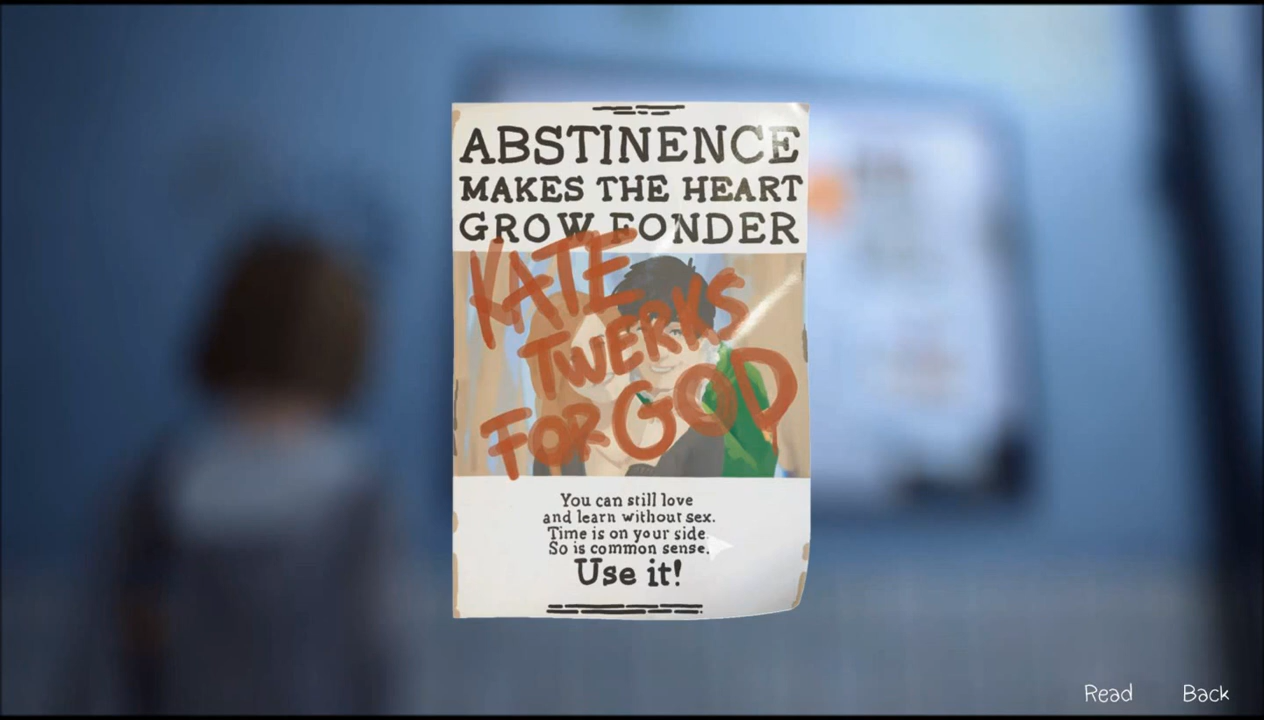 ABSTINENCE
MAKES THE HEART
GROW FONDER
KATE
TWERKS
FOR GOD
You can still love
and learn without sex.
Time is on your side.
So is common sense.
Use it!
Read Back